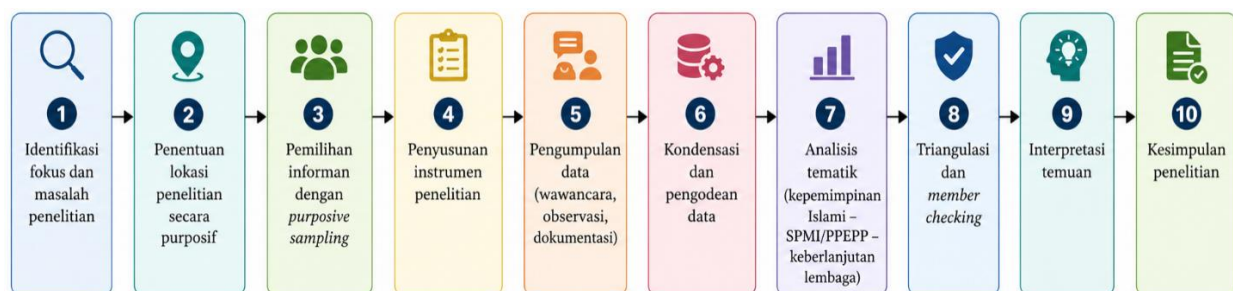 1
Identifikasi
fokus dan
masalah
penelitian
2
Penentuan
lokasi
penelitian
secara
purposif
3
Pemilihan
informan
dengan
purposive
sampling
4
Penyusunan
instrumen
penelitian
5
Pengumpulan
data
(wawancara,
observasi,
dokumentasi)
6
Kondensasi
dan
pengodean
data
7
Analisis
tematik
(kepemimpinan
Islami –
SPMI/PPEPP –
keberlanjutan
lembaga)
8
Triangulasi
dan
member
checking
9
Interpretasi
temuan
10
Kesimpulan
penelitian